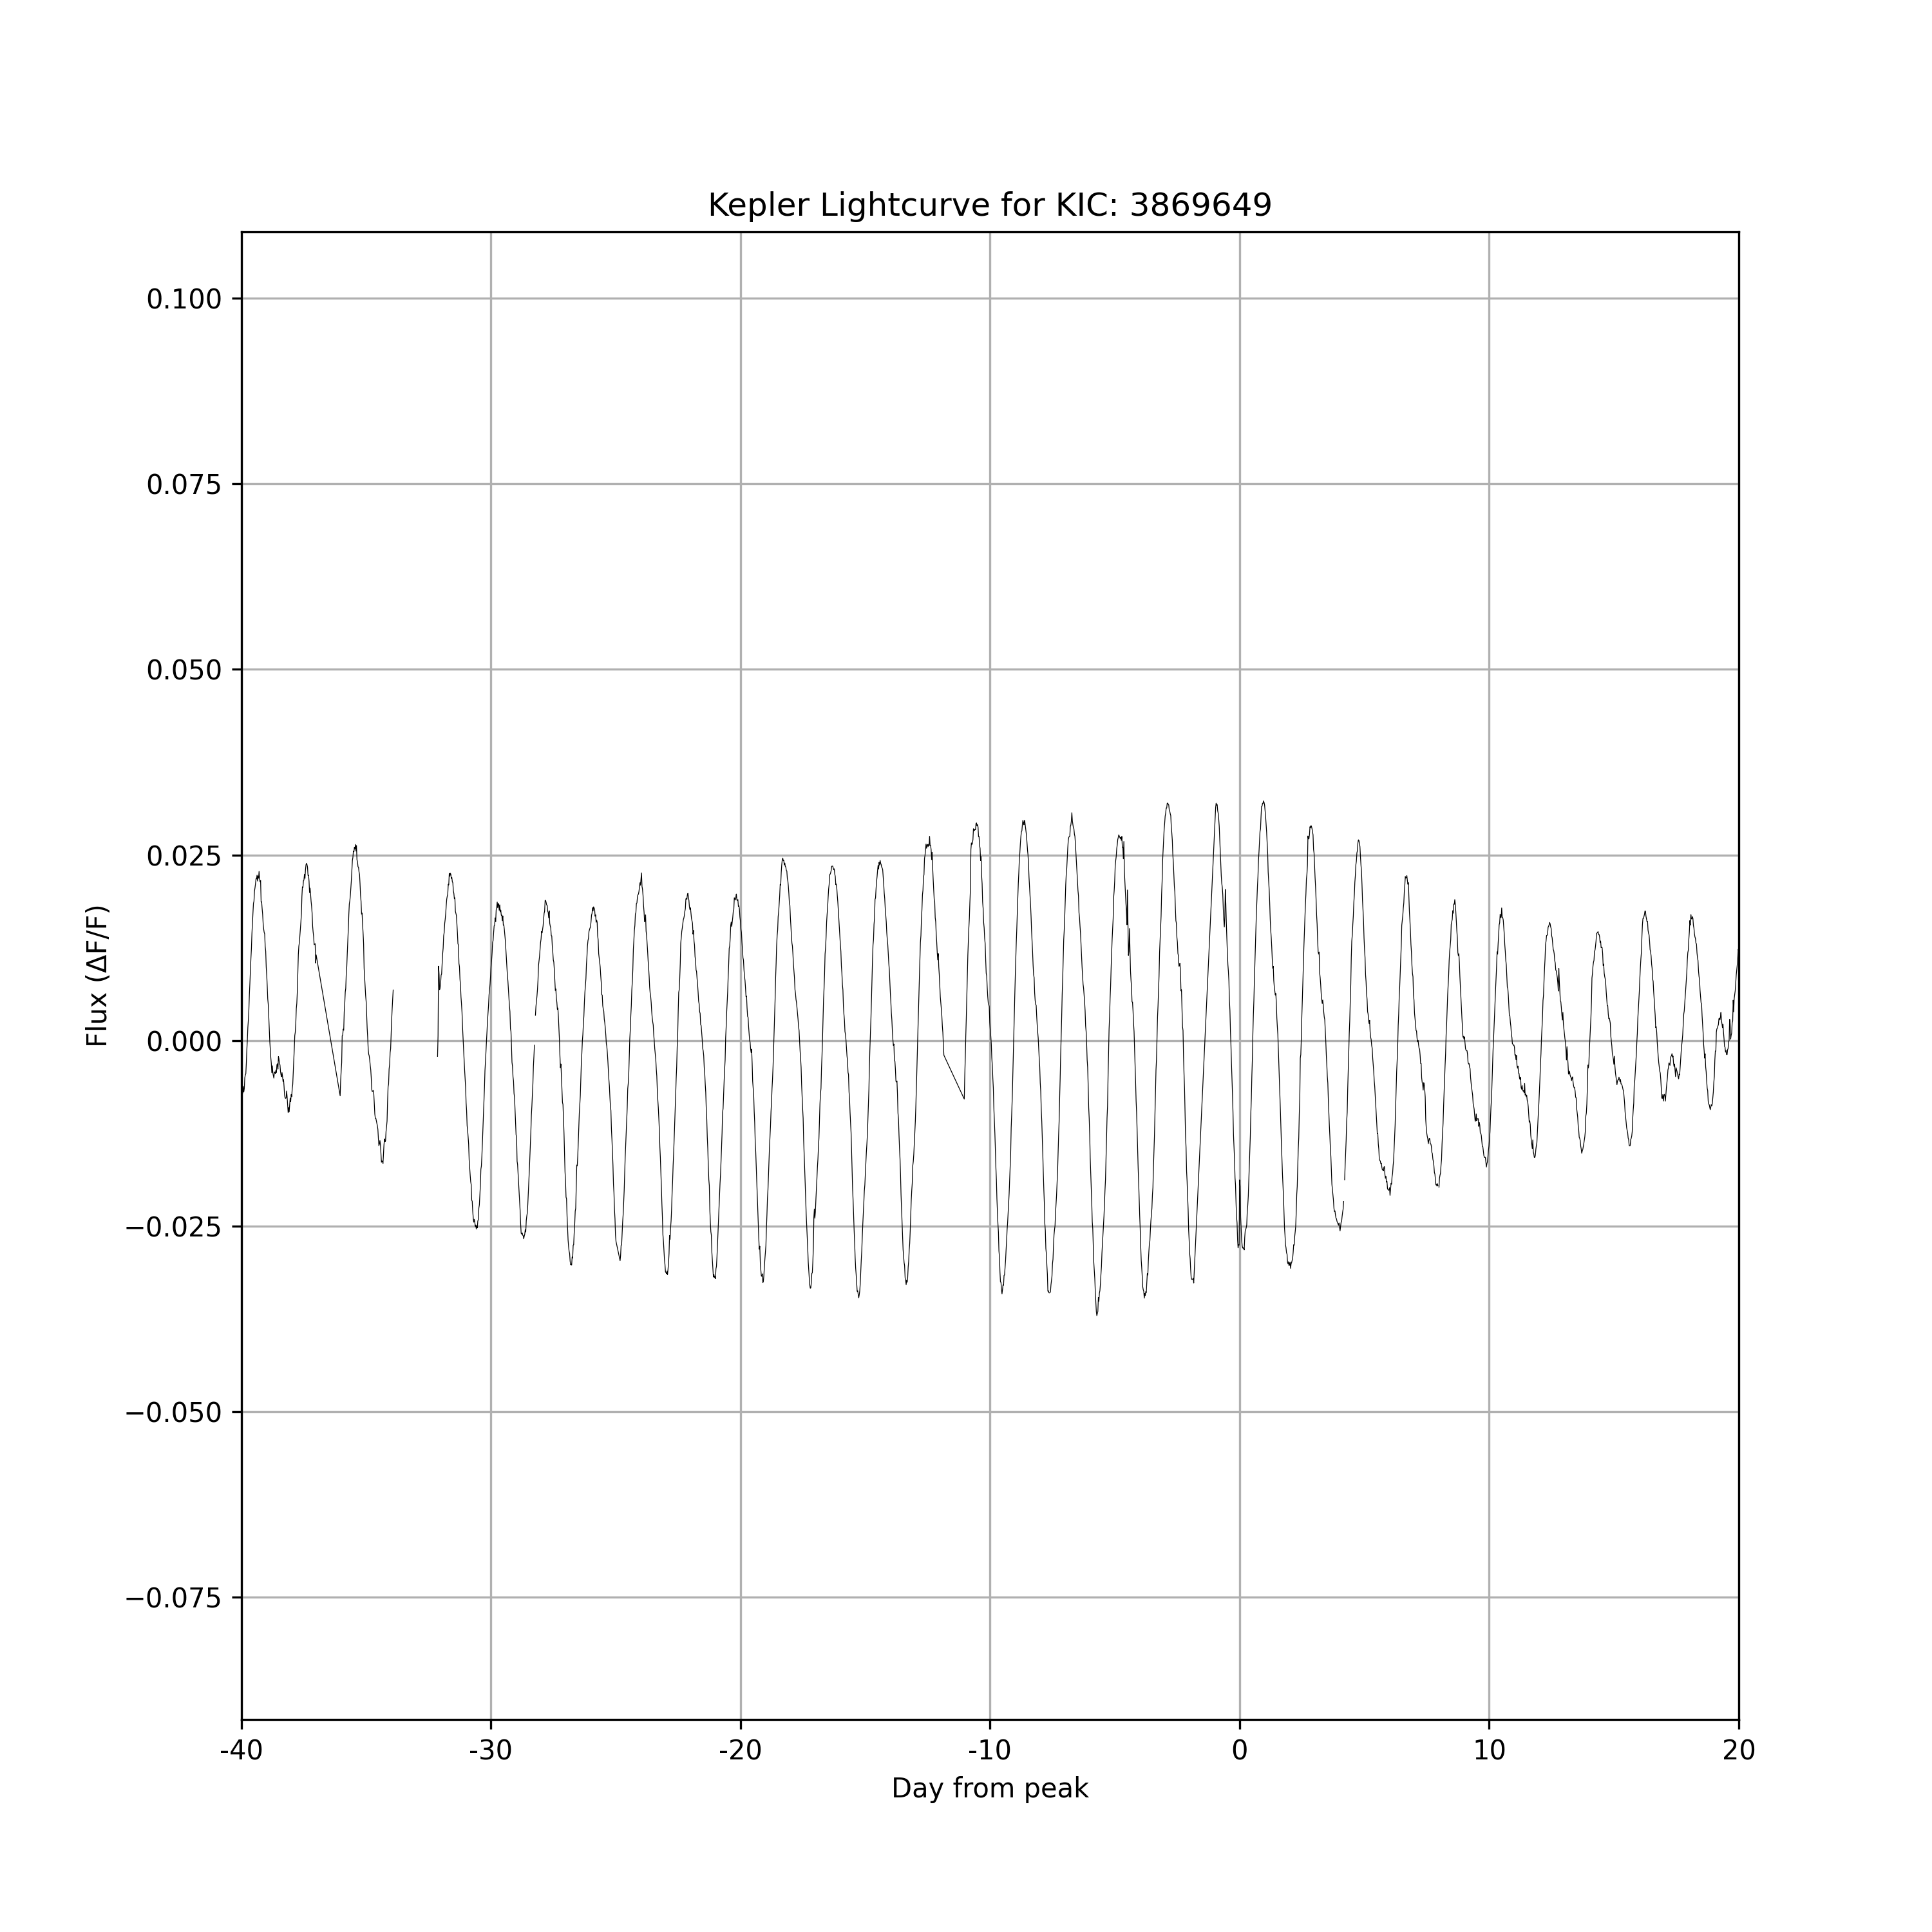 Kepler Lightcurve for KIC: 3869649
Flux (ΔF/F)
0.100
0.075
0.050
0.025
0.000
−0.025
−0.050
−0.075
-40 -30 -20 -10 0 10 20
Day from peak